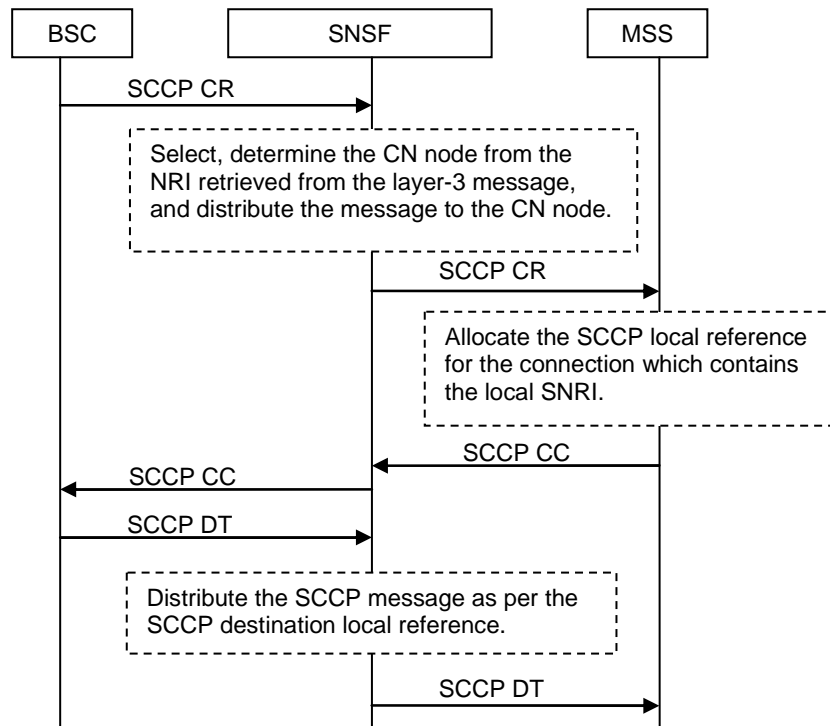 BSC
SNSF
MSS
SCCP CR
Select, determine the CN node from the
NRI retrieved from the layer-3 message,
and distribute the message to the CN node.
SCCP CR
Allocate the SCCP local reference
for the connection which contains
the local SNRI.
SCCP CC
SCCP CC
SCCP DT
Distribute the SCCP message as per the
SCCP destination local reference.
SCCP DT